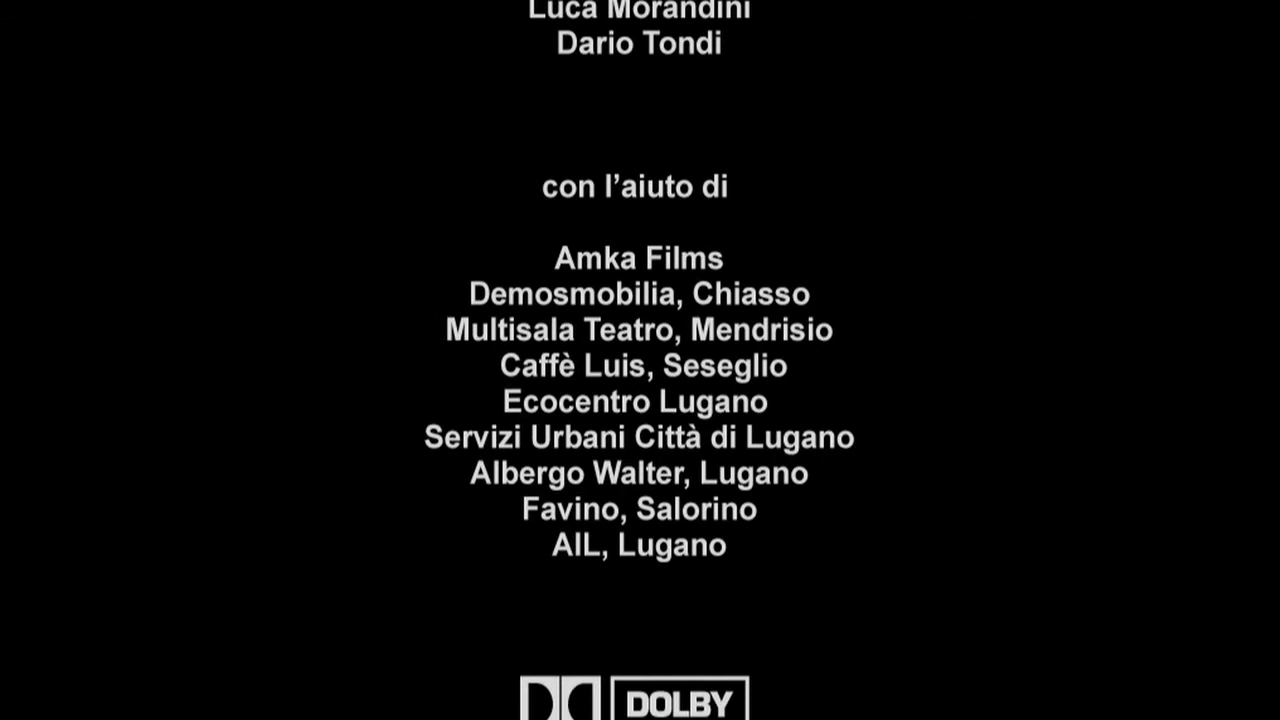 Luca Morandini
Dario Tondi
con l’aiuto di
Amka Films
Demosmobilia, Chiasso
Multisala Teatro, Mendrisio
Caffè Luis, Seseglio
Ecocentro Lugano
Servizi Urbani Città di Lugano
Albergo Walter, Lugano
Favino, Salorino
AIL, Lugano
DOLBY